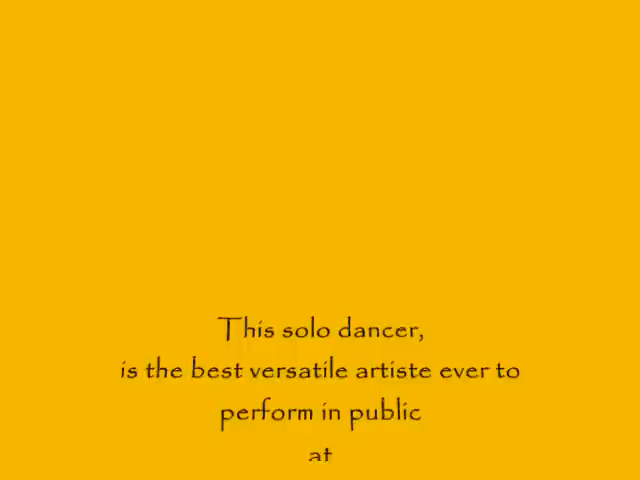 This solo dancer,
is the best versatile artiste ever to
perform in public
at